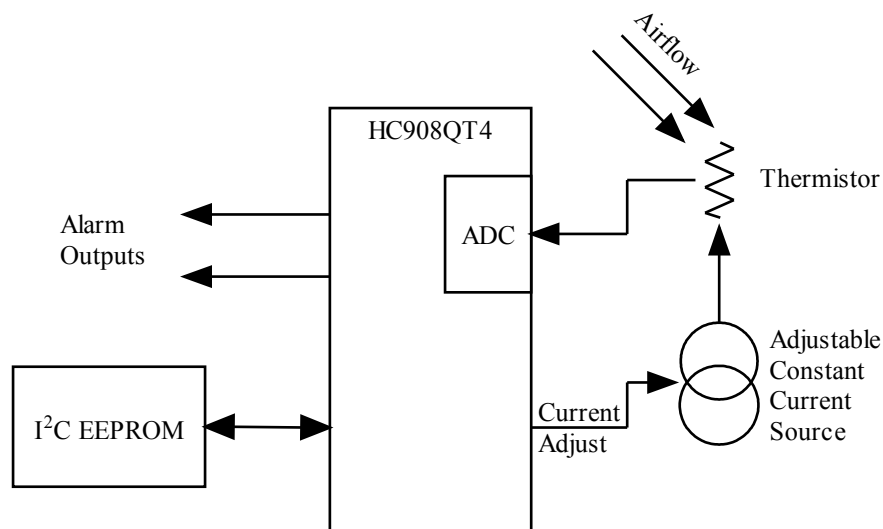 Airflow
HC908QT4
Thermistor
ADC
Alarm
Outputs
Adjustable
Constant
Current
Source
Current
Adjust
I²C EEPROM